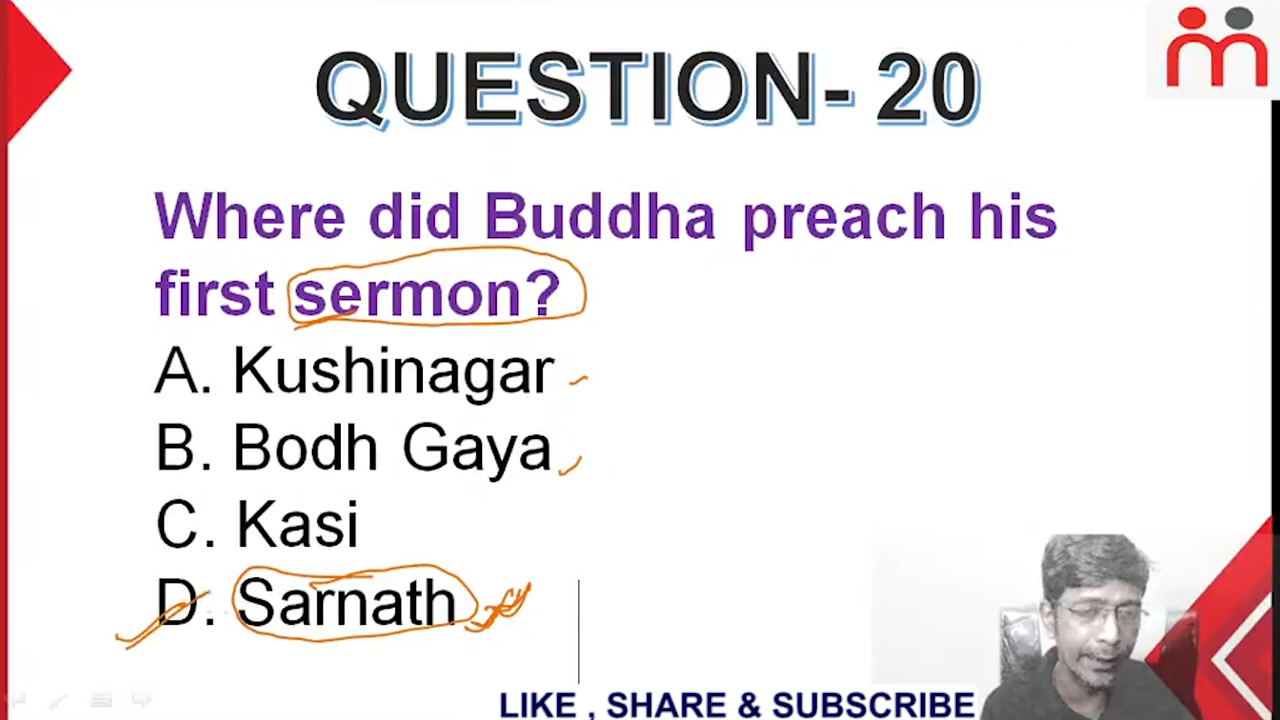 QUESTION- 20
Where did Buddha preach his
first sermon?
A. Kushinagar
B. Bodh Gaya
C. Kasi
D. Sarnath
LIKE , SHARE & SUBSCRIBE